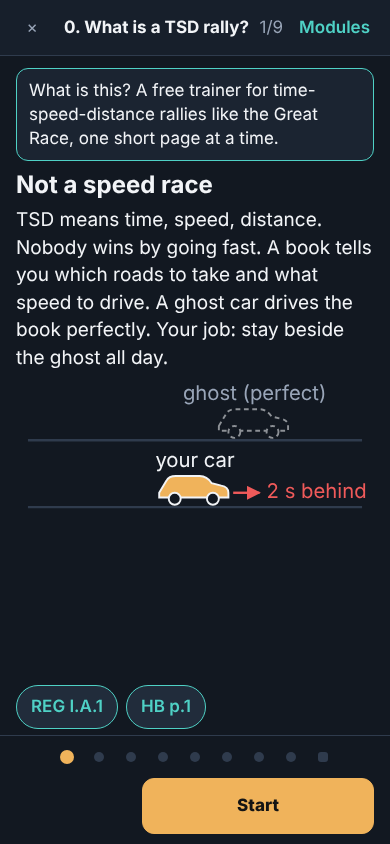 × 0. What is a TSD rally? 1/9 Modules
What is this? A free trainer for time-
speed-distance rallies like the Great
Race, one short page at a time.
Not a speed race
TSD means time, speed, distance.
Nobody wins by going fast. A book tells
you which roads to take and what
speed to drive. A ghost car drives the
book perfectly. Your job: stay beside
the ghost all day.
ghost (perfect)
your car
2 s behind
REG I.A.1 HB p.1
Start